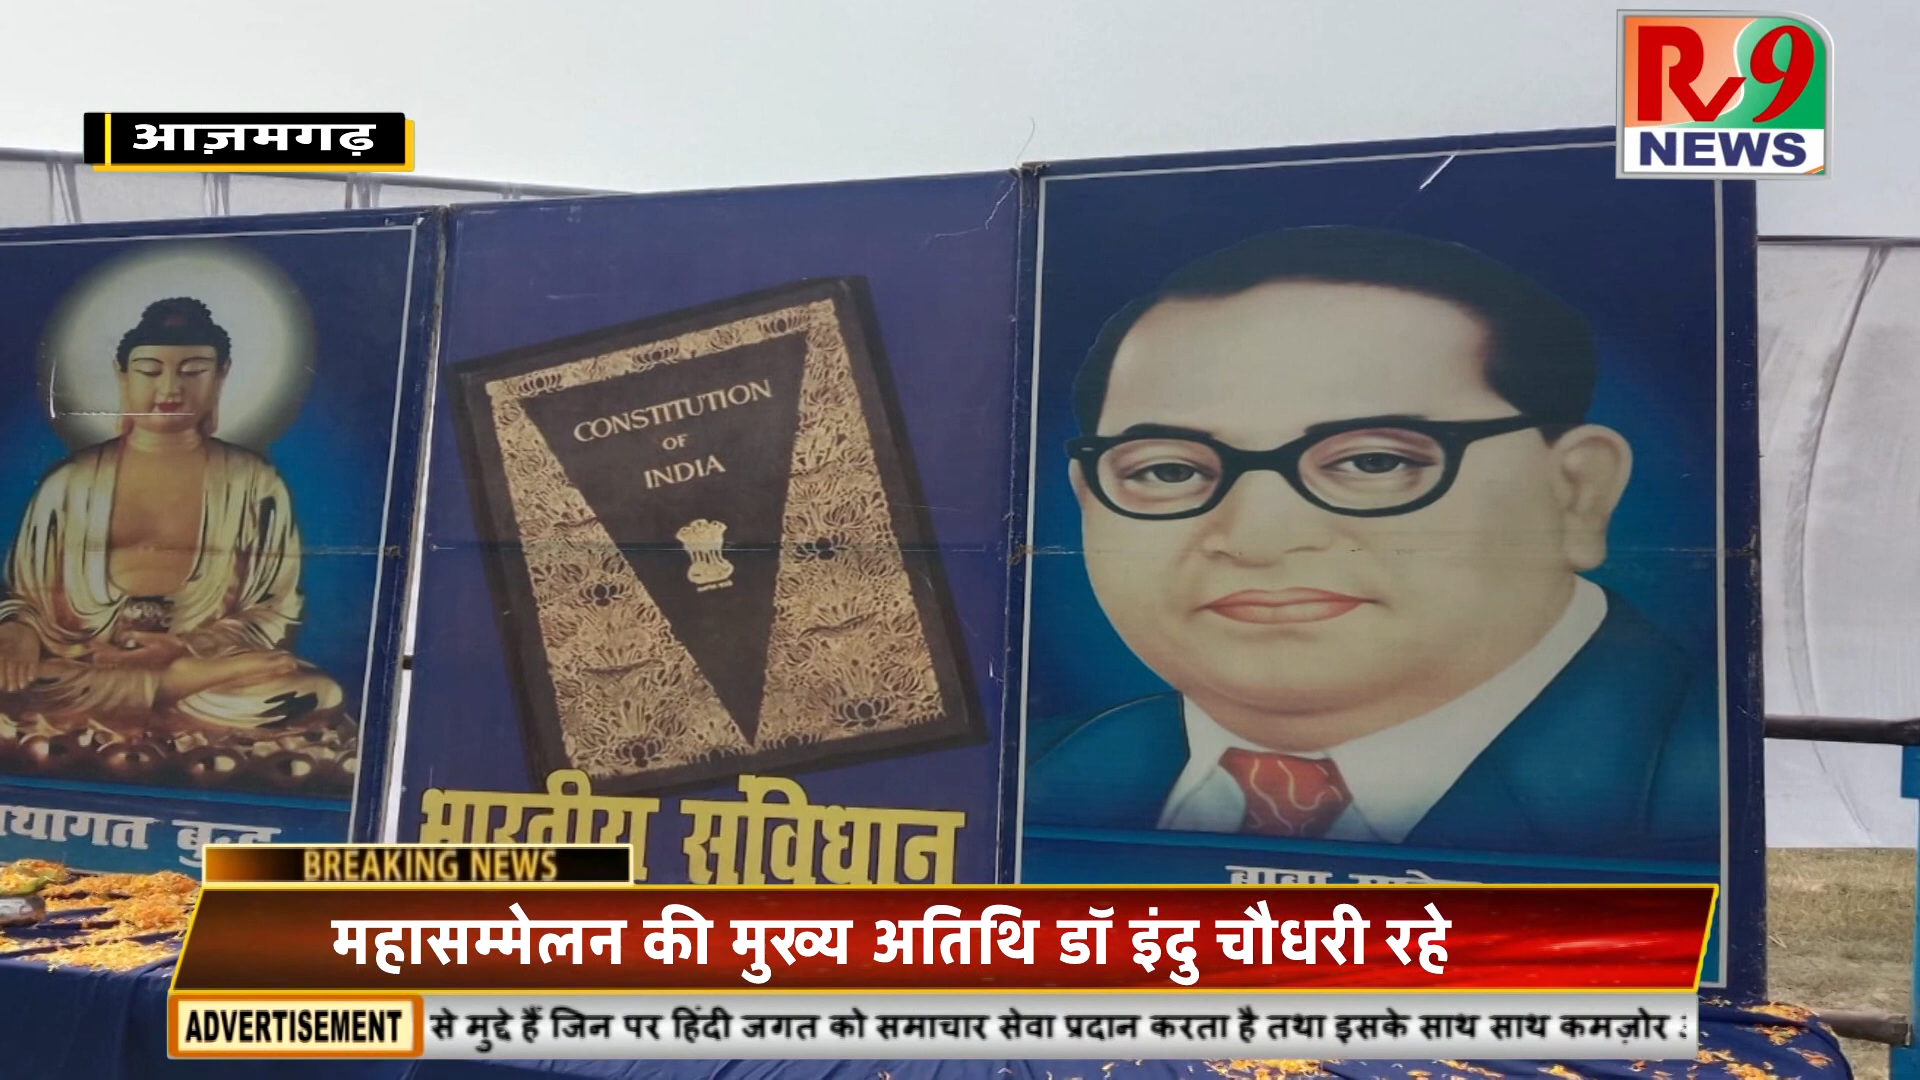 RV9
NEWS
आज़मगढ़
CONSTITUTION
OF
INDIA
भारतीय संविधान
बुद्ध
BREAKING NEWS
महासम्मेलन की मुख्य अतिथि डॉ इंदु चौधरी रहे
ADVERTISEMENT
से मुद्दे हैं जिन पर हिंदी जगत को समाचार सेवा प्रदान करता है तथा इसके साथ साथ कमज़ोर